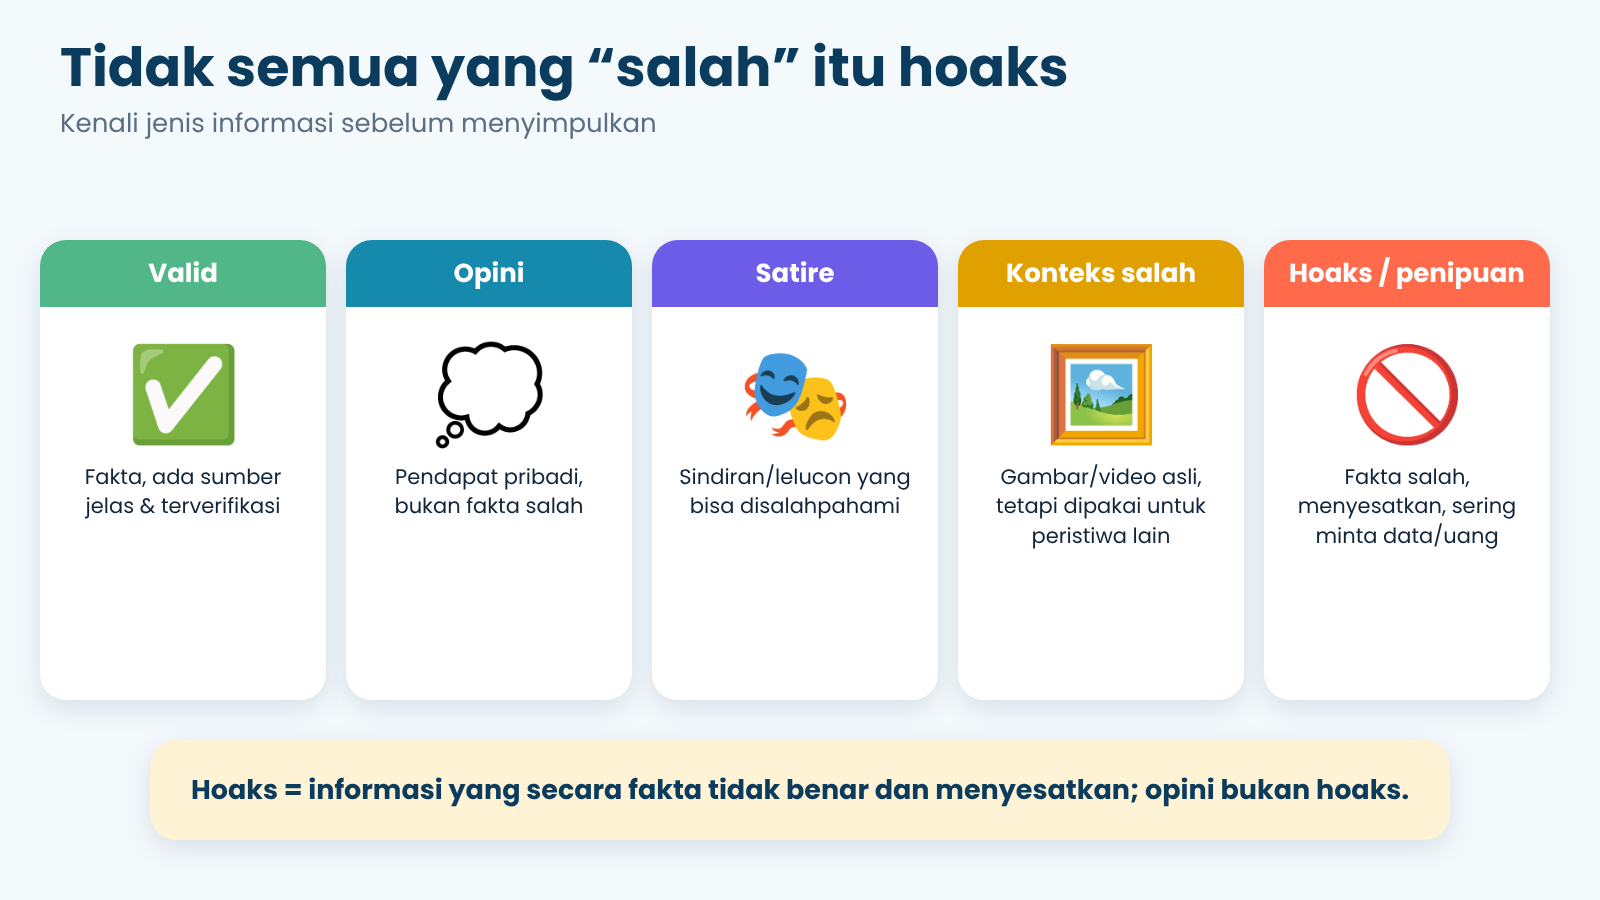 Tidak semua yang “salah” itu hoaks
Kenali jenis informasi sebelum menyimpulkan
Valid
Fakta, ada sumber
jelas & terverifikasi
Opini
Pendapat pribadi,
bukan fakta salah
Satire
Sindiran/lelucon yang
bisa disalahpahami
Konteks salah
Gambar/video asli,
tetapi dipakai untuk
peristiwa lain
Hoaks / penipuan
Fakta salah,
menyesatkan, sering
minta data/uang
Hoaks = informasi yang secara fakta tidak benar dan menyesatkan; opini bukan hoaks.